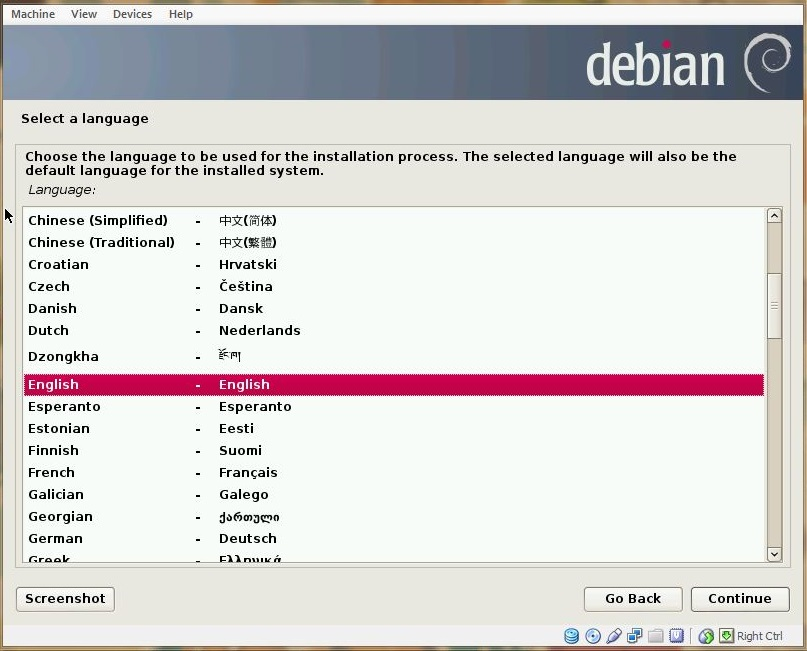 Machine View Devices Help
debian
Select a language
Choose the language to be used for the installation process. The selected language will also be the
default language for the installed system.
Language:
Chinese (Simplified) - 中文(简体)
Chinese (Traditional) - 中文(繁體)
Croatian - Hrvatski
Czech - Čeština
Danish - Dansk
Dutch - Nederlands
Dzongkha - རྫོང་ཁ།
English - English
Esperanto - Esperanto
Estonian - Eesti
Finnish - Suomi
French - Français
Galician - Galego
Georgian - ქართული
German - Deutsch
Greek - Ελληνικά
Screenshot Go Back Continue
Right Ctrl